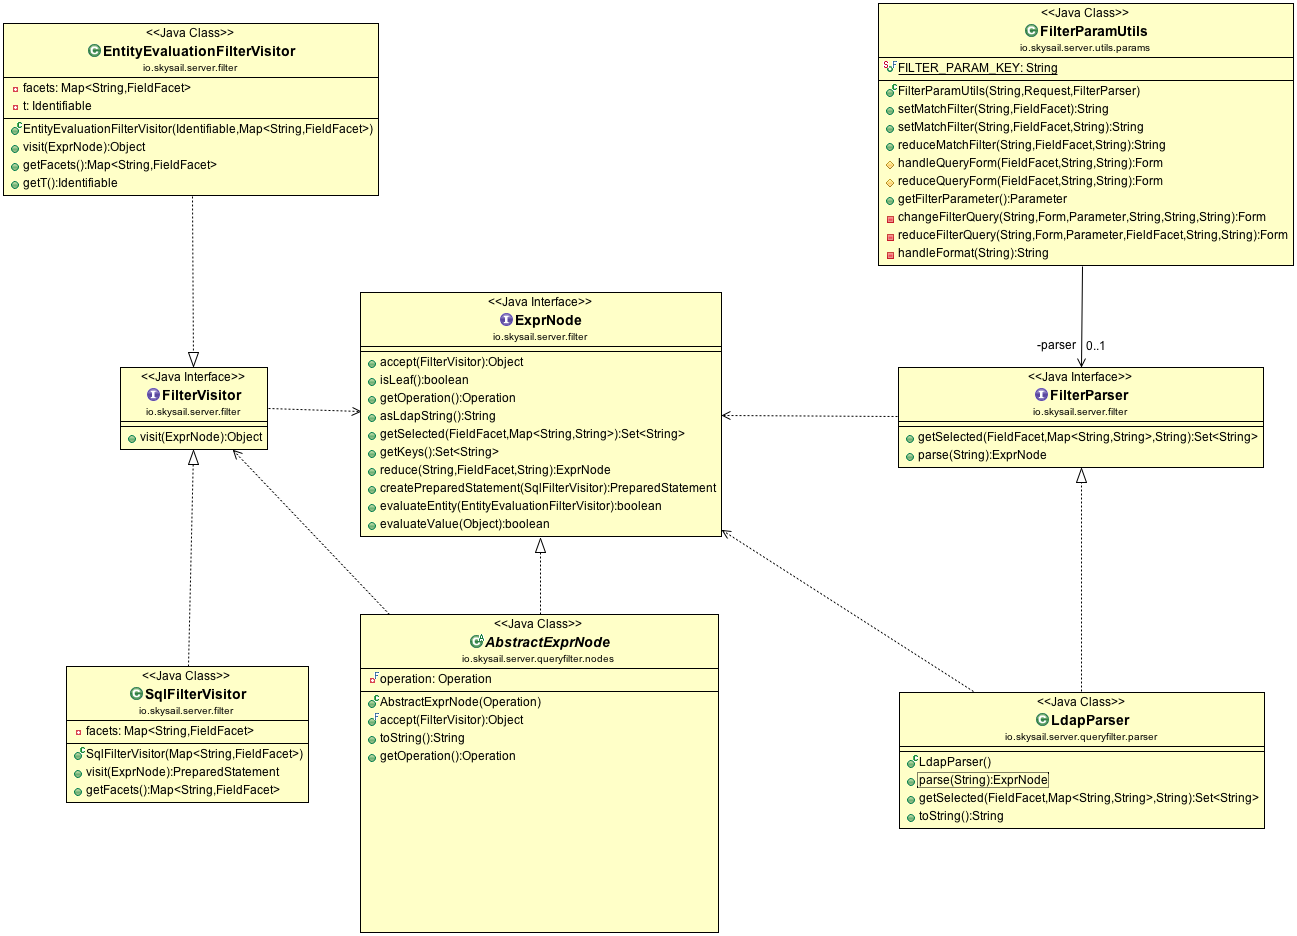 <<Java Class>>
EntityEvaluationFilterVisitor
io.skysail.server.filter
facets: Map<String,FieldFacet>
t: Identifiable
EntityEvaluationFilterVisitor(Identifiable,Map<String,FieldFacet>)
visit(ExprNode):Object
getFacets():Map<String,FieldFacet>
getT():Identifiable
<<Java Class>>
FilterParamUtils
io.skysail.server.utils.params
FILTER_PARAM_KEY: String
FilterParamUtils(String,Request,FilterParser)
setMatchFilter(String,FieldFacet):String
setMatchFilter(String,FieldFacet,String):String
reduceMatchFilter(String,FieldFacet,String):String
handleQueryForm(FieldFacet,String,String):Form
reduceQueryForm(FieldFacet,String,String):Form
getFilterParameter():Parameter
changeFilterQuery(String,Form,Parameter,String,String,String):Form
reduceFilterQuery(String,Form,Parameter,FieldFacet,String,String):Form
handleFormat(String):String
-parser 0..1
<<Java Interface>>
ExprNode
io.skysail.server.filter
accept(FilterVisitor):Object
isLeaf():boolean
getOperation():Operation
asLdapString():String
getSelected(FieldFacet,Map<String,String>):Set<String>
getKeys():Set<String>
reduce(String,FieldFacet,String):ExprNode
createPreparedStatement(SqlFilterVisitor):PreparedStatement
evaluateEntity(EntityEvaluationFilterVisitor):boolean
evaluateValue(Object):boolean
<<Java Interface>>
FilterVisitor
io.skysail.server.filter
visit(ExprNode):Object
<<Java Interface>>
FilterParser
io.skysail.server.filter
getSelected(FieldFacet,Map<String,String>,String):Set<String>
parse(String):ExprNode
<<Java Class>>
SqlFilterVisitor
io.skysail.server.filter
facets: Map<String,FieldFacet>
SqlFilterVisitor(Map<String,FieldFacet>)
visit(ExprNode):PreparedStatement
getFacets():Map<String,FieldFacet>
<<Java Class>>
AbstractExprNode
io.skysail.server.queryfilter.nodes
operation: Operation
AbstractExprNode(Operation)
accept(FilterVisitor):Object
toString():String
getOperation():Operation
<<Java Class>>
LdapParser
io.skysail.server.queryfilter.parser
LdapParser()
parse(String):ExprNode
getSelected(FieldFacet,Map<String,String>,String):Set<String>
toString():String